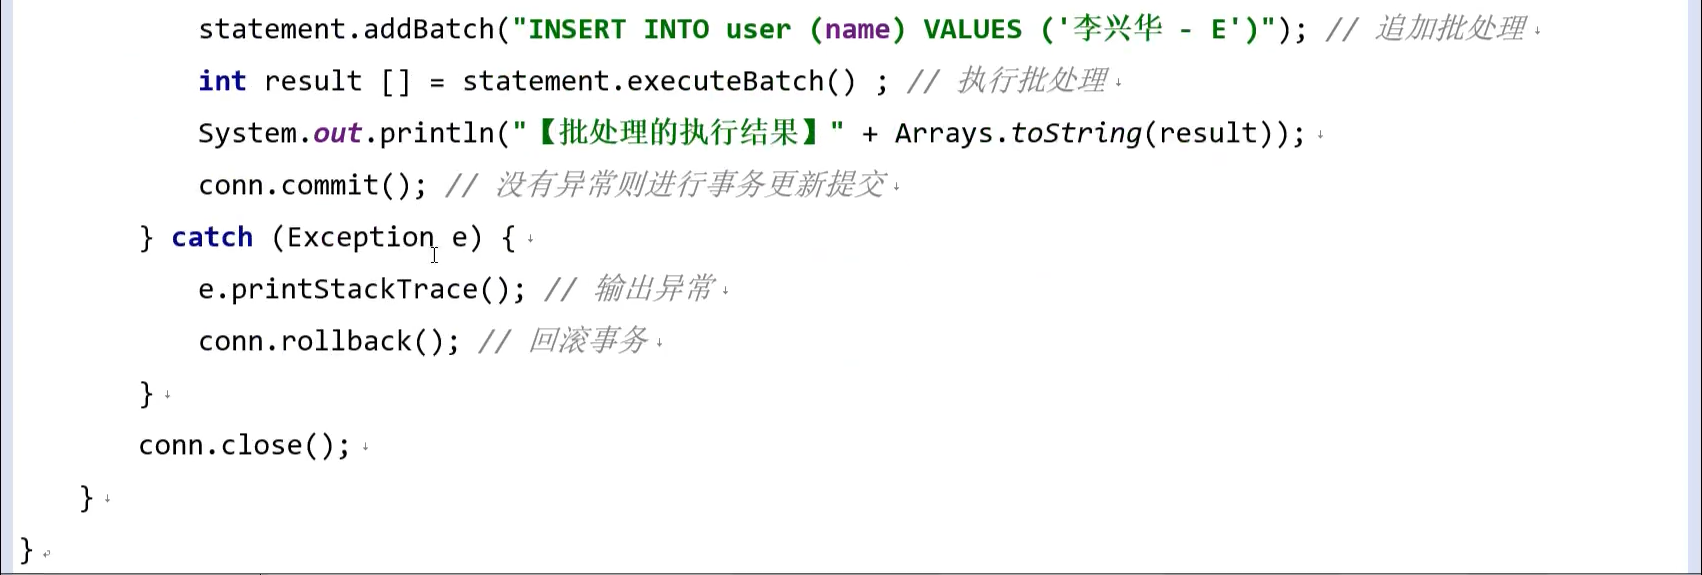 statement.addBatch("INSERT INTO user (name) VALUES ('李兴华 - E')"); // 追加批处理
int result [] = statement.executeBatch() ; // 执行批处理
System.out.println("【批处理的执行结果】" + Arrays.toString(result));
conn.commit(); // 没有异常则进行事务更新提交
} catch (Exception e) {
e.printStackTrace(); // 输出异常
conn.rollback(); // 回滚事务
}
conn.close();
}
}